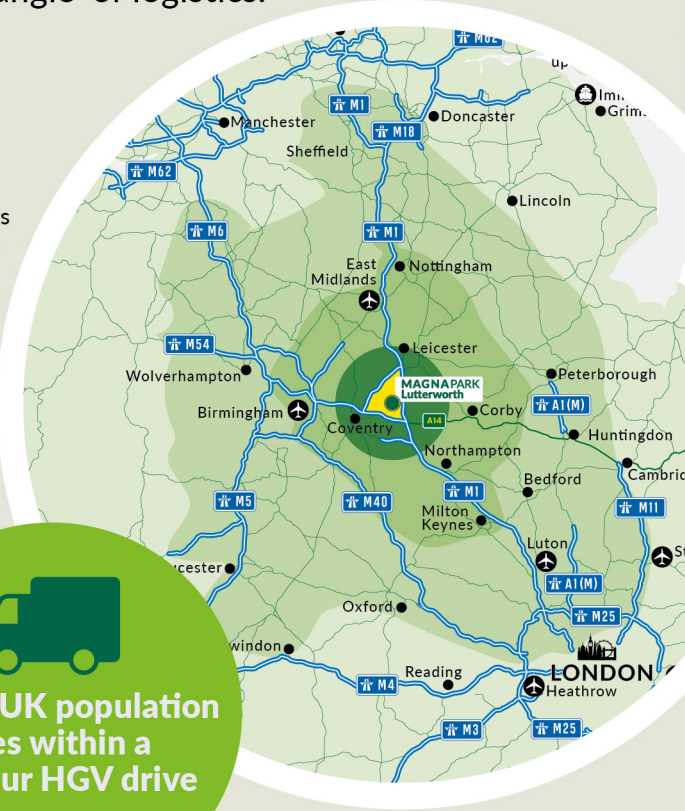 of logistics.
M62
M1
Manchester
Doncaster
M18
Sheffield
M62
Lincoln
M6
M1
East
Midlands
Nottingham
M54
Leicester
Wolverhampton
MAGNAPARK
Lutterworth
Peterborough
Birmingham
Corby
A1(M)
A14
Coventry
Huntingdon
Northampton
M1
Bedford
M5
M40
Milton
Keynes
M11
Luton
A1(M)
Oxford
M25
Reading
LONDON
M4
Heathrow
M3
M25
UK population
within a
HGV drive